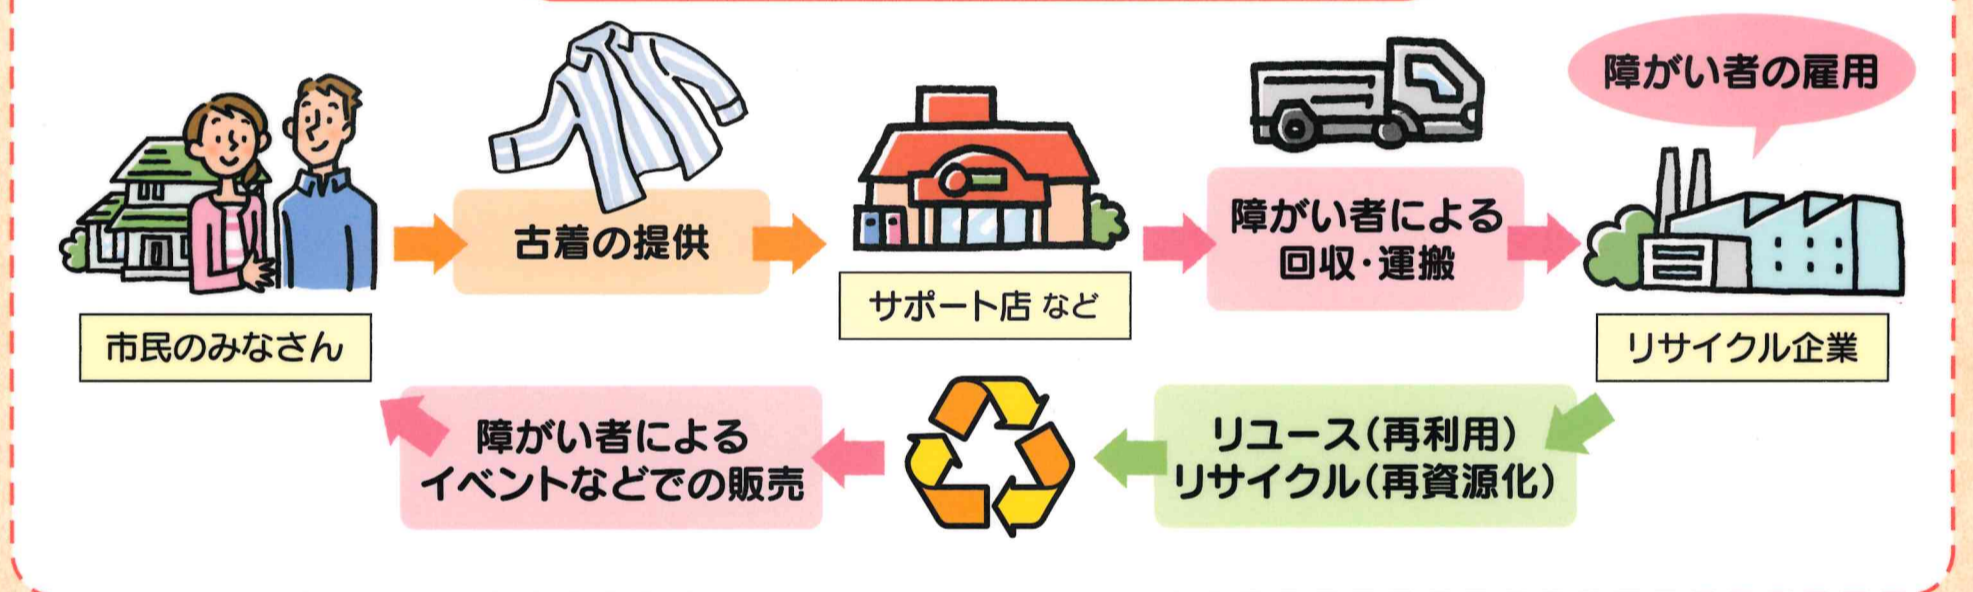 障がい者の雇用
古着の提供
障がい者による
回収・運搬
サポート店 など
市民のみなさん
リサイクル企業
リユース(再利用)
リサイクル(再資源化)
障がい者による
イベントなどでの販売